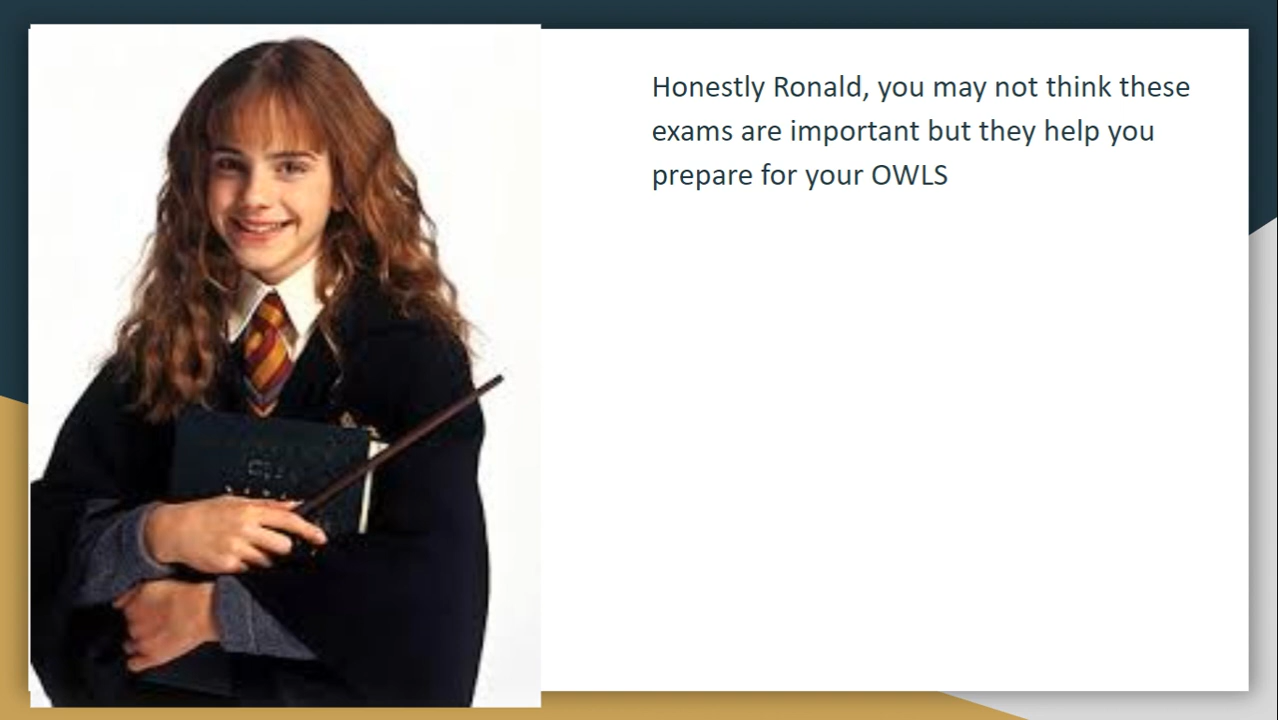 Honestly Ronald, you may not think these
exams are important but they help you
prepare for your OWLS